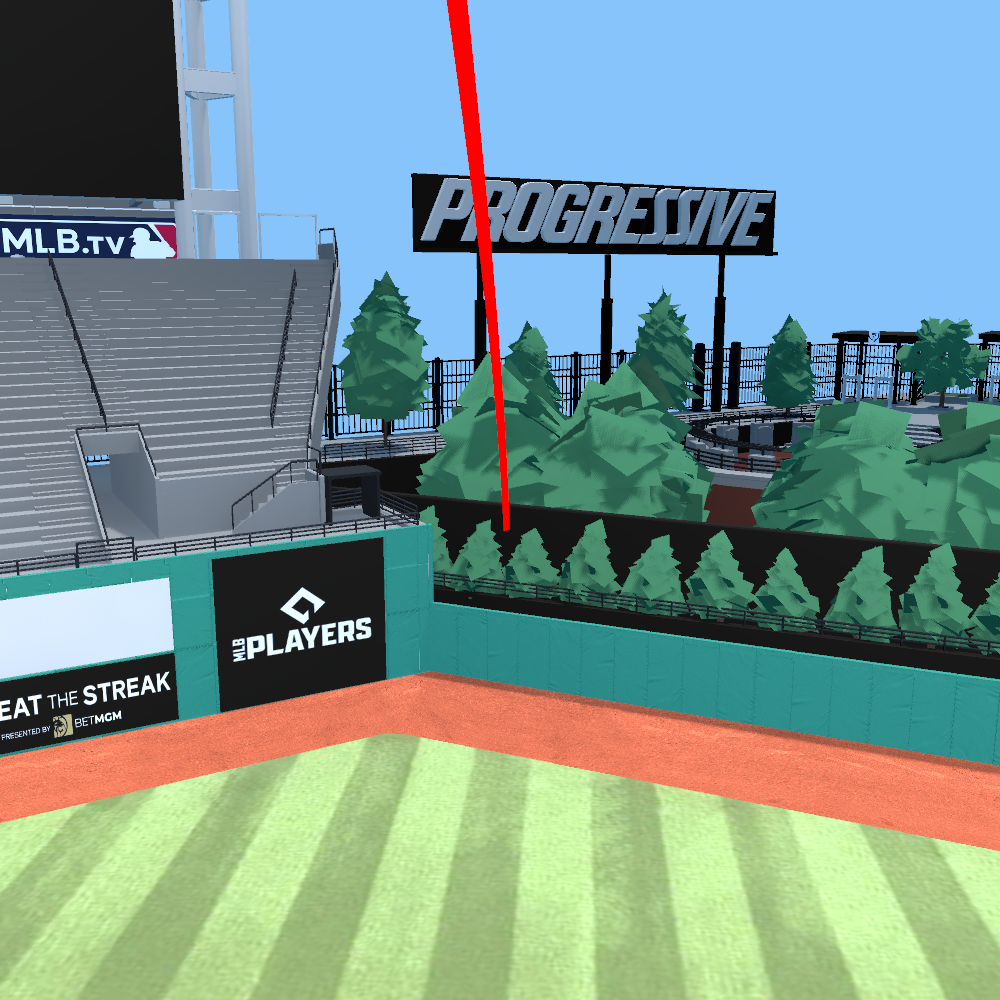 MLB.TV
PROGRESSIVE
MLB PLAYERS
EAT THE STREAK
PRESENTED BY BETMGM